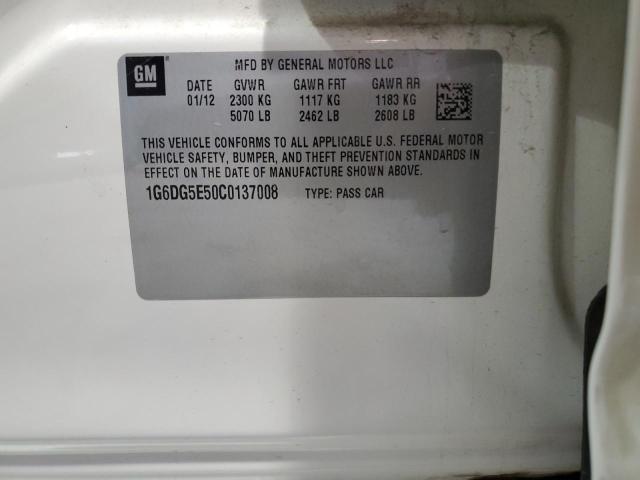 GM
MFD BY GENERAL MOTORS LLC
DATE GVWR GAWR FRT GAWR RR
01/12 2300 KG 1117 KG 1183 KG
5070 LB 2462 LB 2608 LB
THIS VEHICLE CONFORMS TO ALL APPLICABLE U.S. FEDERAL MOTOR
VEHICLE SAFETY, BUMPER, AND THEFT PREVENTION STANDARDS IN
EFFECT ON THE DATE OF MANUFACTURE SHOWN ABOVE.
1G6DG5E50C0137008 TYPE: PASS CAR